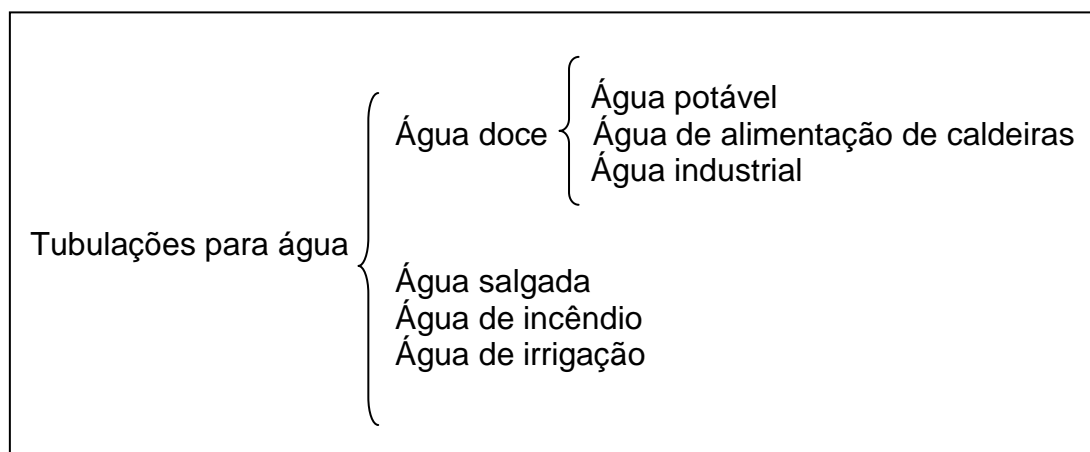 Tubulações para água
Água doce
Água potável
Água de alimentação de caldeiras
Água industrial
Água salgada
Água de incêndio
Água de irrigação